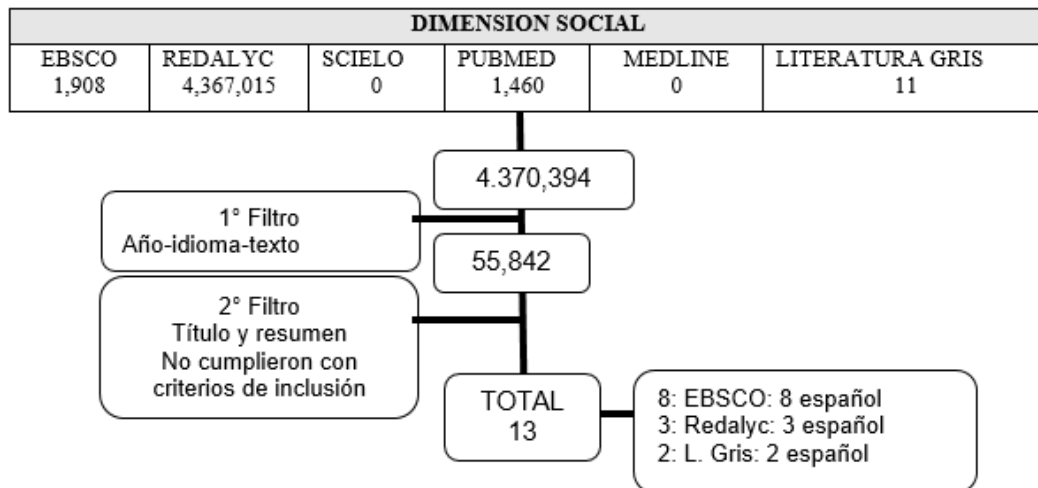 DIMENSION SOCIAL
EBSCO REDALYC SCIELO PUBMED MEDLINE LITERATURA GRIS
1,908 4,367,015 0 1,460 0 11
4.370,394
1° Filtro
Año-idioma-texto
55,842
2° Filtro
Título y resumen
No cumplieron con
criterios de inclusión
TOTAL
13
8: EBSCO: 8 español
3: Redalyc: 3 español
2: L. Gris: 2 español